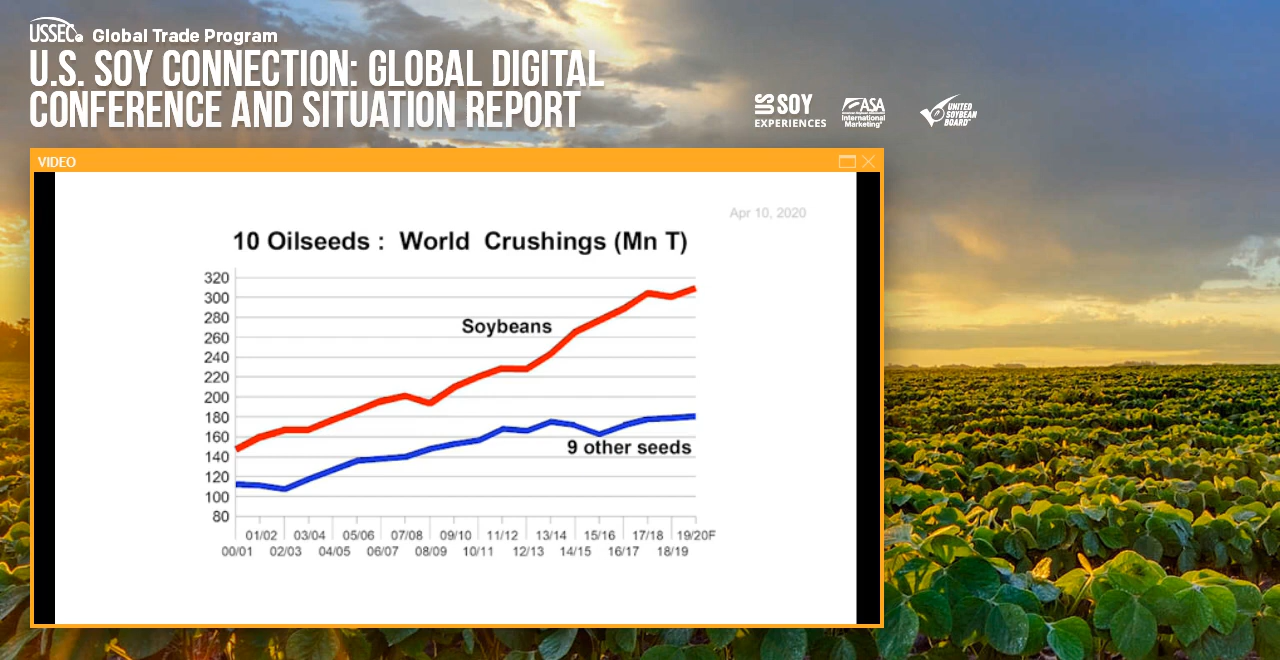 USSEC Global Trade Program
U.S. SOY CONNECTION: GLOBAL DIGITAL
CONFERENCE AND SITUATION REPORT
US SOY
EXPERIENCES
ASA
International
Marketing
UNITED
SOYBEAN
BOARD
VIDEO
Apr 10, 2020
10 Oilseeds : World Crushings (Mn T)
320
300
280
260
240
220
200
180
160
140
120
100
80
Soybeans
9 other seeds
01/02 03/04 05/06 07/08 09/10 11/12 13/14 15/16 17/18 19/20F
00/01 02/03 04/05 06/07 08/09 10/11 12/13 14/15 16/17 18/19